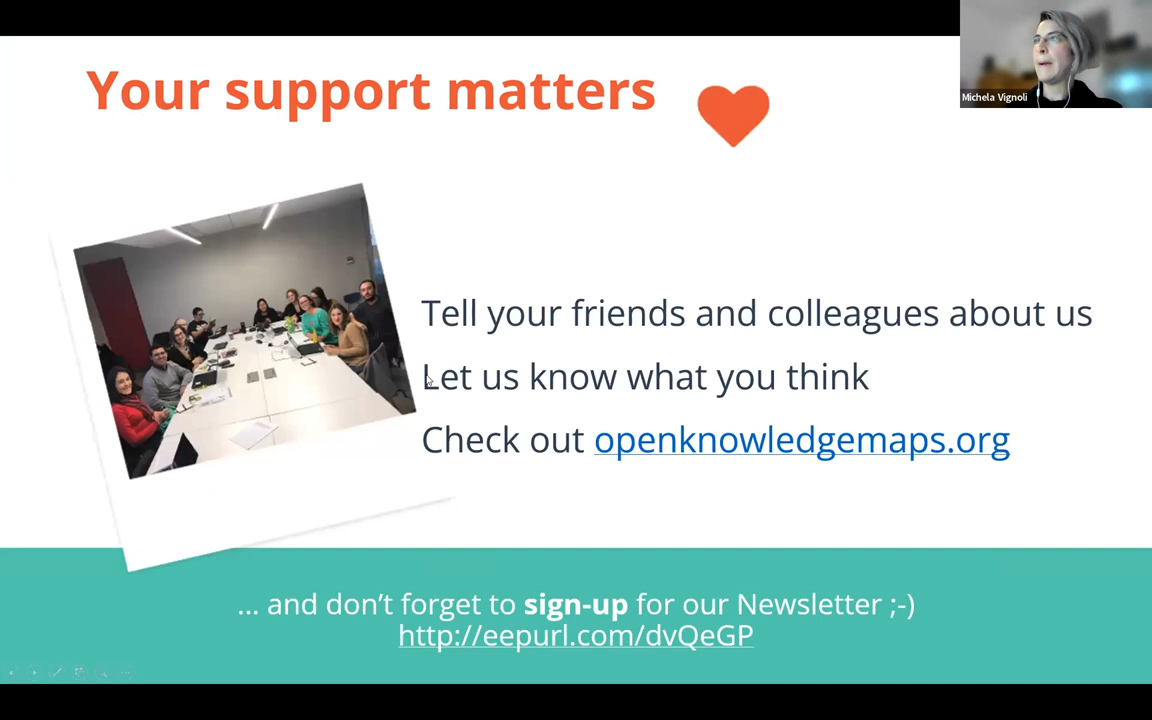 Your support matters
Michela Vignoli
Tell your friends and colleagues about us
Let us know what you think
Check out openknowledgemaps.org
... and don't forget to sign-up for our Newsletter ;-)
http://eepurl.com/dvQeGP